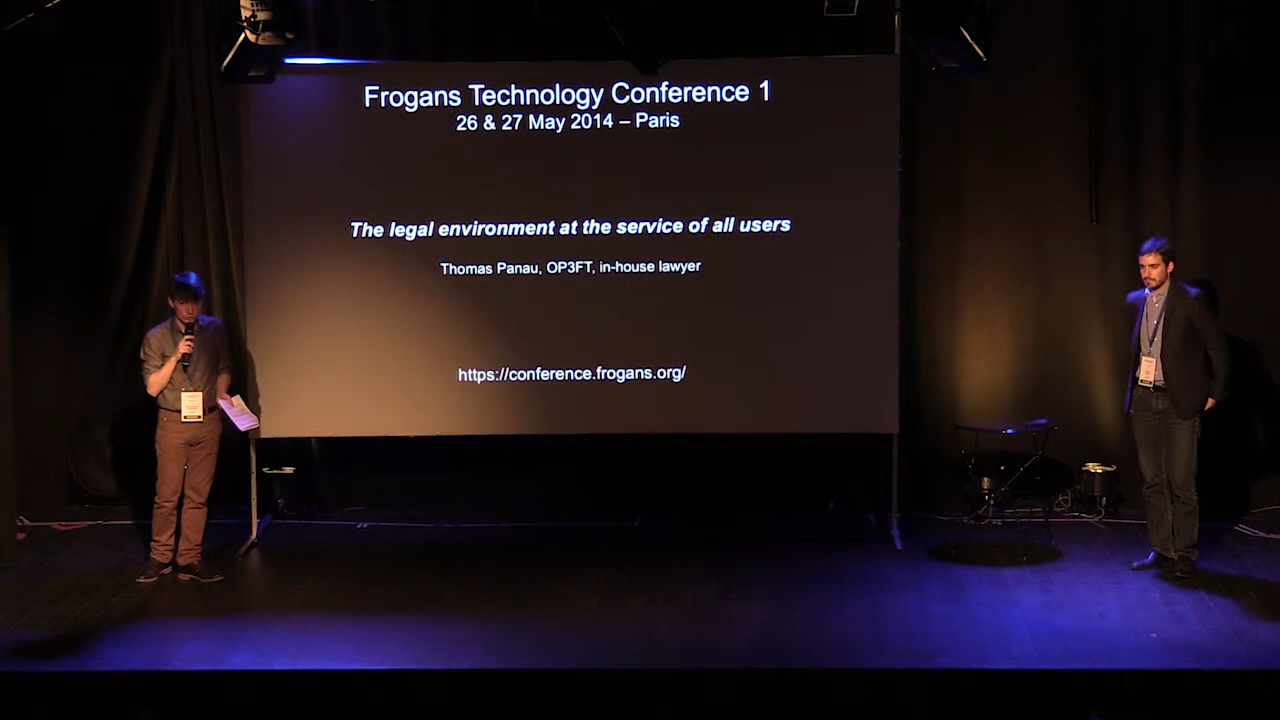 Frogans Technology Conference 1
26 & 27 May 2014 – Paris
The legal environment at the service of all users
Thomas Panau, OP3FT, in-house lawyer
https://conference.frogans.org/